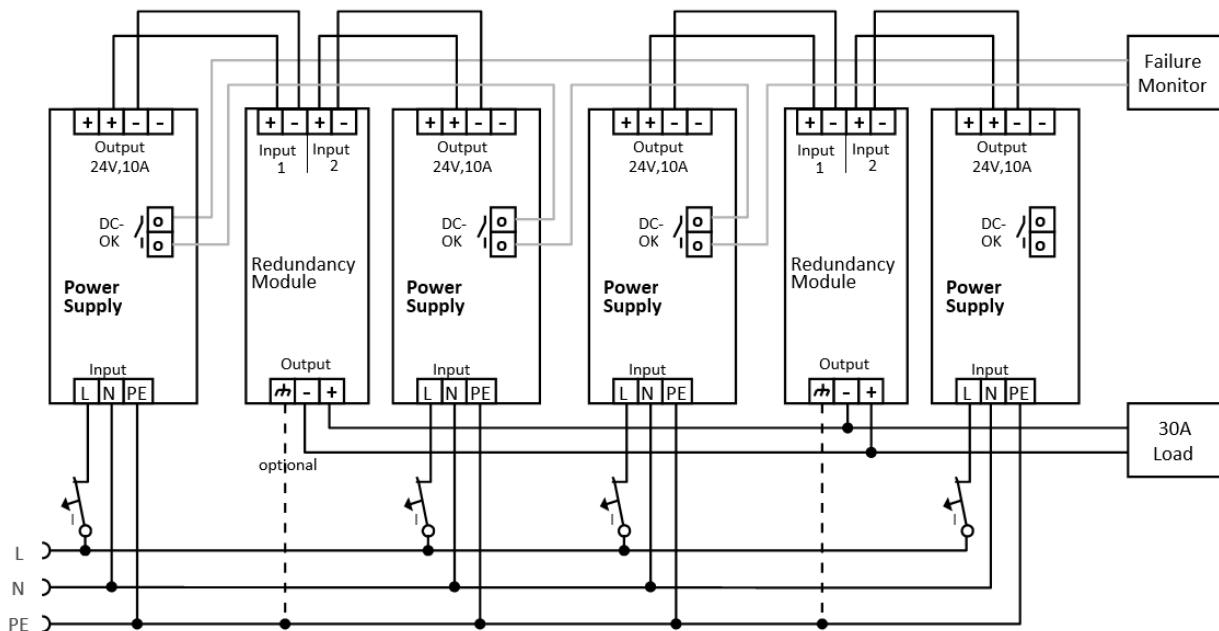 Failure
Monitor
+ + - -
Output
24V,10A
DC-
OK
o
o
Power
Supply
Input
L N PE
+ - + -
Input
1
Input
2
Redundancy
Module
Output
- +
optional
+ + - -
Output
24V,10A
DC-
OK
o
o
Power
Supply
Input
L N PE
+ + - -
Output
24V,10A
DC-
OK
o
o
Power
Supply
Input
L N PE
+ - + -
Input
1
Input
2
Redundancy
Module
Output
- +
+ + - -
Output
24V,10A
DC-
OK
o
o
Power
Supply
Input
L N PE
30A
Load
I
I
I
I
L
N
PE